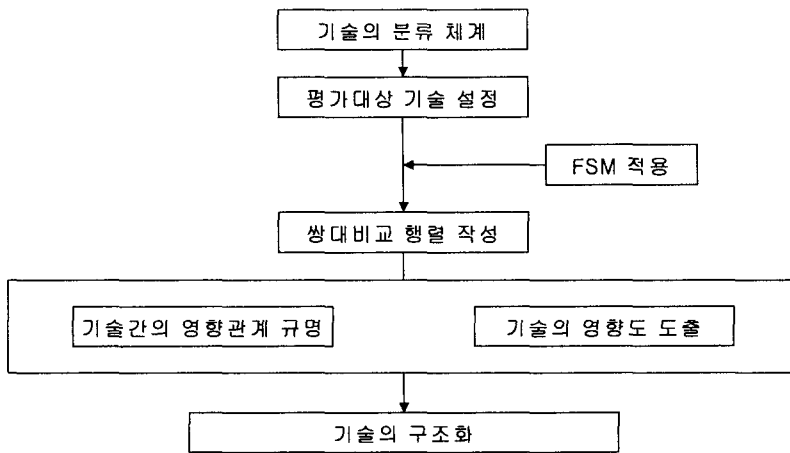 기술의 분류 체계
평가대상 기술 설정
FSM 적용
쌍대비교 행렬 작성
기술간의 영향관계 규명
기술의 영향도 도출
기술의 구조화